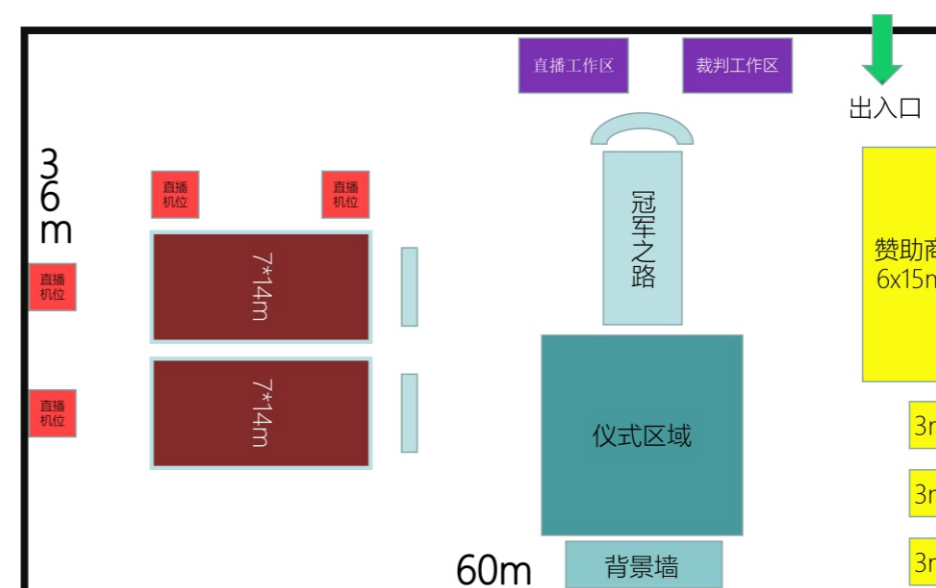 直播工作区
裁判工作区
出入口
36m
直播
机位
直播
机位
冠军之路
赞助商
6x15m
7*14m
直播
机位
7*14m
直播
机位
仪式区域
3m
3m
3m
60m
背景墙